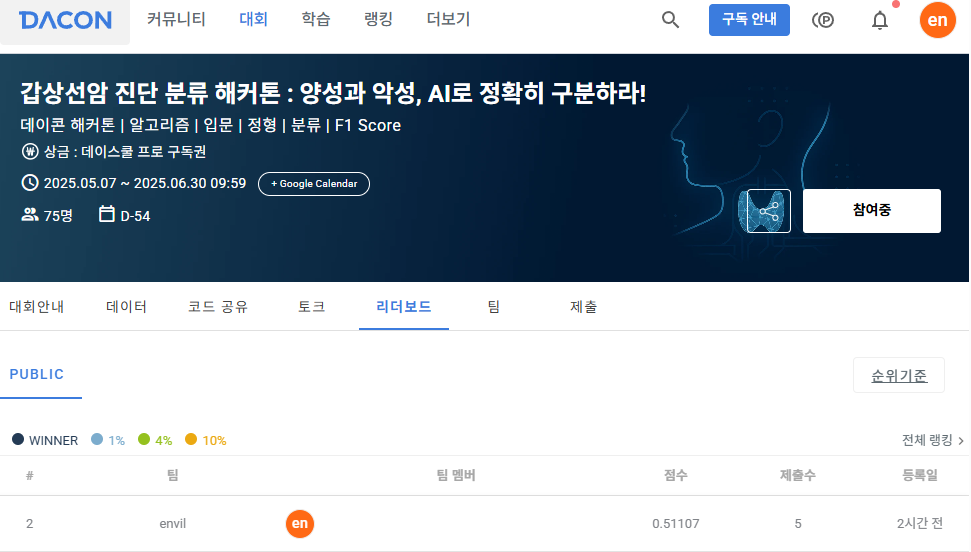 DACON 커뮤니티 대회 학습 랭킹 더보기 구독 안내 P en
갑상선암 진단 분류 해커톤 : 양성과 악성, AI로 정확히 구분하라!
데이콘 해커톤 | 알고리즘 | 입문 | 정형 | 분류 | F1 Score
₩ 상금 : 데이스쿨 프로 구독권
2025.05.07 ~ 2025.06.30 09:59 + Google Calendar
75명 D-54
참여중
대회안내 데이터 코드 공유 토크 리더보드 팀 제출
PUBLIC 순위기준
WINNER 1% 4% 10% 전체 랭킹 >
# 팀 팀 멤버 점수 제출수 등록일
2 envil en 0.51107 5 2시간 전